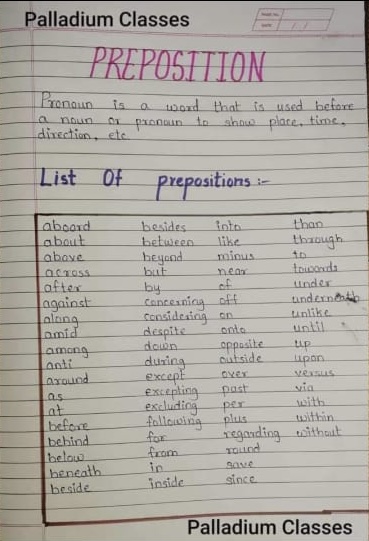 Palladium Classes
PREPOSITION
Pronoun is a word that is used before
a noun or pronoun to show place, time,
direction, etc
List Of prepositions :-
aboard besides into than
about between like through
above beyond minus to
across but near towards
after by of under
against concerning off underneath
along considering on unlike
amid despite onto until
among down opposite up
anti during outside upon
around except over versus
as excepting past via
at excluding per with
before following plus within
behind for regarding without
below from round
beneath in save
beside inside since
Palladium Classes